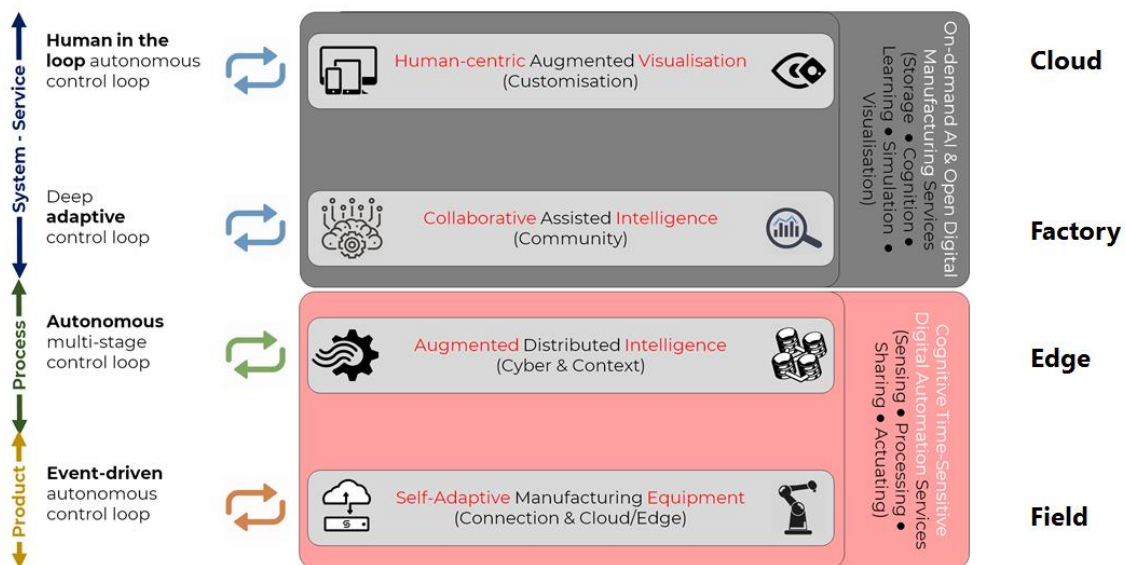 System - Service
Process
Product
Human in the
loop autonomous
control loop
Human-centric Augmented Visualisation
(Customisation)
Cloud
Deep
adaptive
control loop
Collaborative Assisted Intelligence
(Community)
Factory
On-demand AI & Open Digital
Manufacturing Services
(Storage ● Cognition ●
Learning ● Simulation ●
Visualisation)
Autonomous
multi-stage
control loop
Augmented Distributed Intelligence
(Cyber & Context)
Edge
Event-driven
autonomous
control loop
Self-Adaptive Manufacturing Equipment
(Connection & Cloud/Edge)
Field
Cognitive Time-Sensitive
Digital Automation Services
(Sensing ● Processing ●
Sharing ● Actuating)